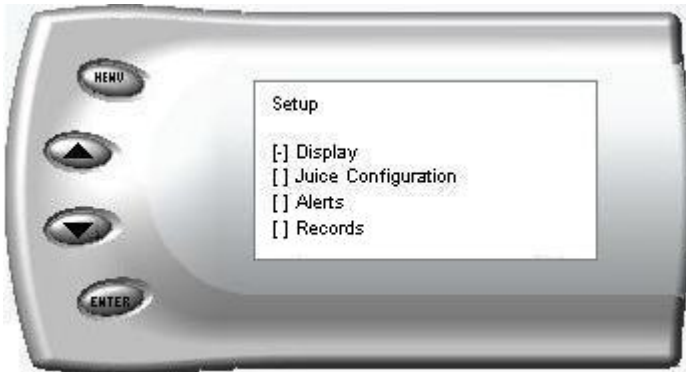 MENU
Setup
[-] Display
[ ] Juice Configuration
[ ] Alerts
[ ] Records
ENTER